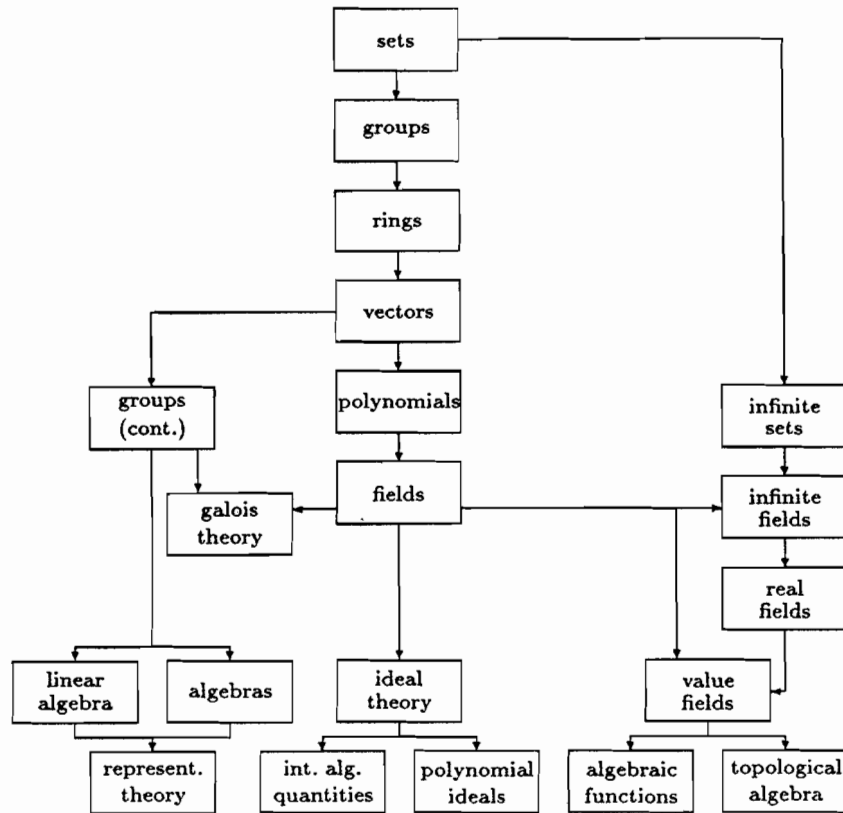 sets
groups
rings
vectors
groups
(cont.)
polynomials
infinite
sets
galois
theory
fields
infinite
fields
real
fields
linear
algebra
algebras
ideal
theory
value
fields
represent.
theory
int. alg.
quantities
polynomial
ideals
algebraic
functions
topological
algebra